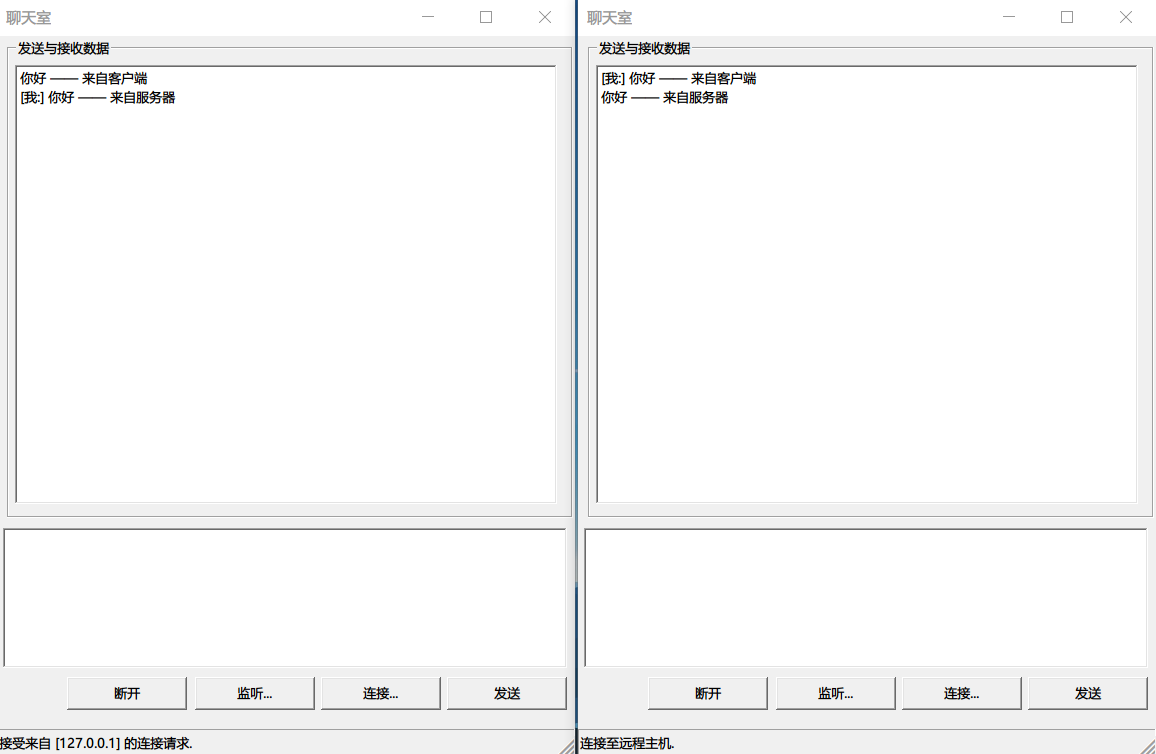 聊天室
发送与接收数据
你好 —— 来自客户端
[我:] 你好 —— 来自服务器
断开
监听...
连接...
发送
接受来自 [127.0.0.1] 的连接请求.
聊天室
发送与接收数据
[我:] 你好 —— 来自客户端
你好 —— 来自服务器
断开
监听...
连接...
发送
连接至远程主机.